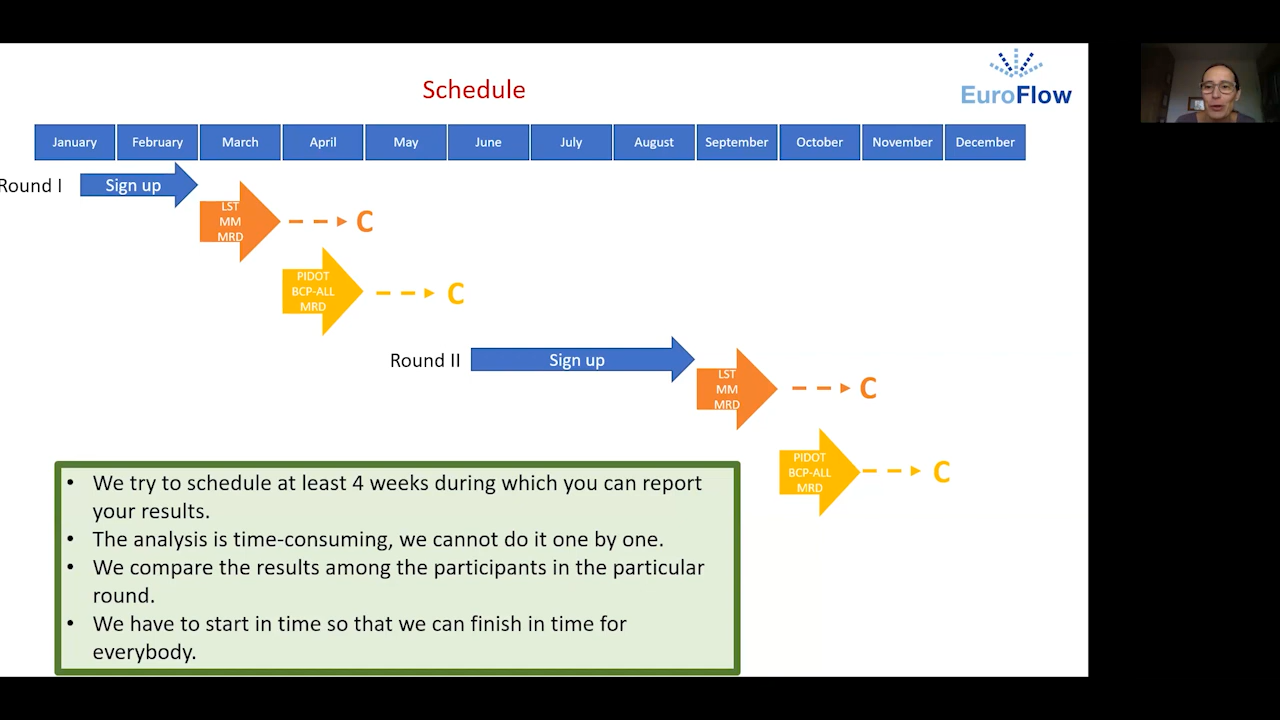 Schedule
EuroFlow
January February March April May June July August September October November December
Round I
Sign up
LST
MM
MRD
C
PIDOT
BCP-ALL
MRD
C
Round II
Sign up
LST
MM
MRD
C
PIDOT
BCP-ALL
MRD
C
• We try to schedule at least 4 weeks during which you can report
your results.
• The analysis is time-consuming, we cannot do it one by one.
• We compare the results among the participants in the particular
round.
• We have to start in time so that we can finish in time for
everybody.